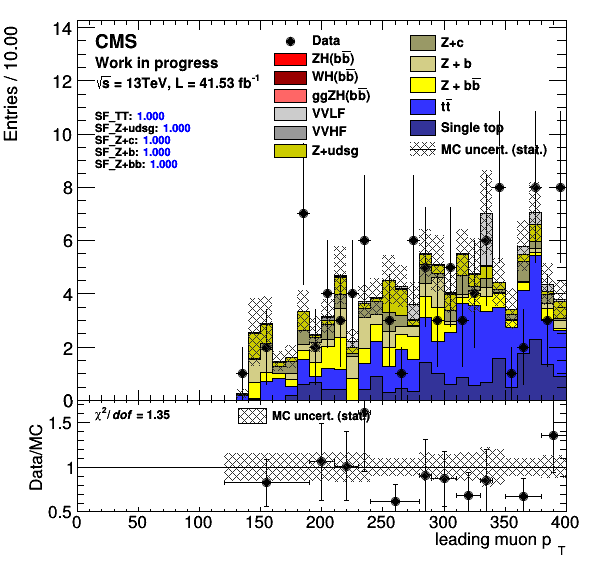 CMS
Work in progress
√s = 13TeV, L = 41.53 fb⁻¹
SF_TT: 1.000
SF_Z+udsg: 1.000
SF_Z+c: 1.000
SF_Z+b: 1.000
SF_Z+bb: 1.000
Data
ZH(bb̅)
WH(bb̅)
ggZH(bb̅)
VVLF
VVHF
Z+udsg
Z+c
Z + b
Z + bb̅
tt̅
Single top
MC uncert. (stat.)
Entries / 10.00
14
12
10
8
6
4
2
0
χ²/dof = 1.35
MC uncert. (stat.)
Data/MC
1.5
1
0.5
0 50 100 150 200 250 300 350 400
leading muon p_T